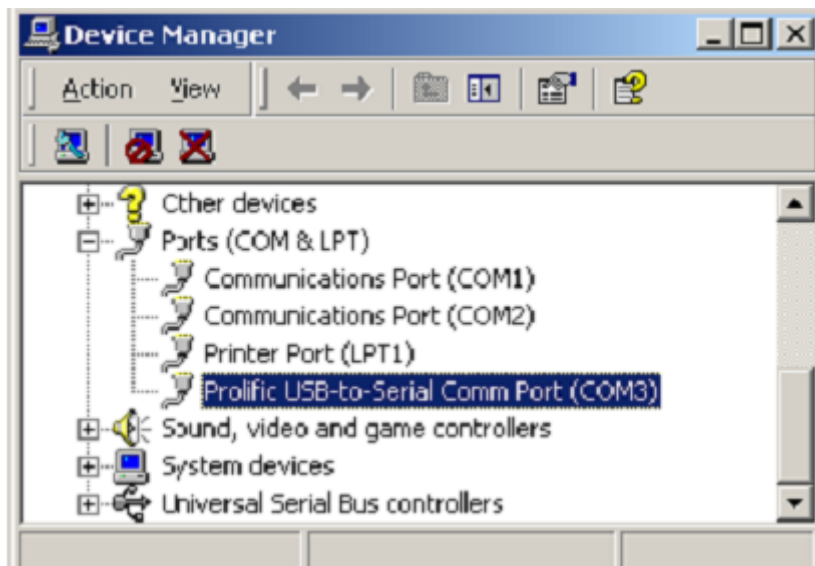 Device Manager
Action View
Other devices
Ports (COM & LPT)
Communications Port (COM1)
Communications Port (COM2)
Printer Port (LPT1)
Prolific USB-to-Serial Comm Port (COM3)
Sound, video and game controllers
System devices
Universal Serial Bus controllers